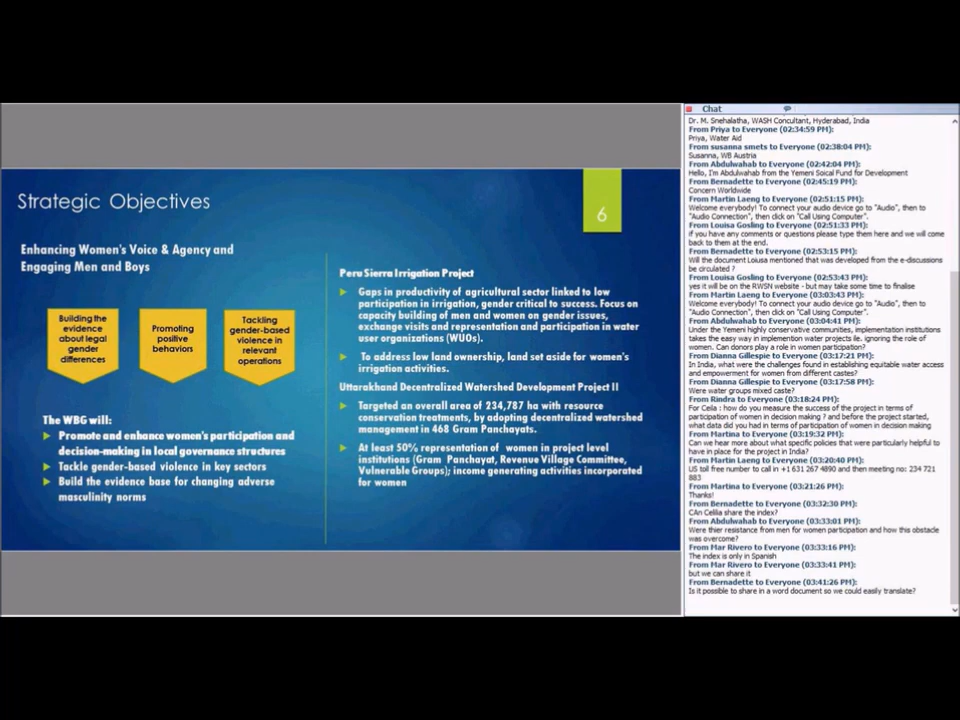 Strategic Objectives
6
Enhancing Women's Voice & Agency and
Engaging Men and Boys
Building the
evidence
about legal
gender
differences
Promoting
positive
behaviors
Tackling
gender-based
violence in
relevant
operations
The WBG will:
Promote and enhance women's participation and
decision-making in local governance structures
Tackle gender-based violence in key sectors
Build the evidence base for changing adverse
masculinity norms
Peru Sierra Irrigation Project
Gaps in productivity of agricultural sector linked to low
participation in irrigation, gender critical to success. Focus on
capacity building of men and women on gender issues,
exchange visits and representation and participation in water
user organizations (WUOs).
To address low land ownership, land set aside for women's
irrigation activities.
Uttarakhand Decentralized Watershed Development Project II
Targeted an overall area of 234,787 ha with resource
conservation treatments, by adopting decentralized watershed
management in 468 Gram Panchayats.
At least 50% representation of women in project level
institutions (Gram Panchayat, Revenue Village Committee,
Vulnerable Groups); income generating activities incorporated
for women
Chat
Dr. M. Snehalatha, WASH Concultant, Hyderabad, India
From Priya to Everyone (02:34:59 PM):
Priya, Water Aid
From susanna smets to Everyone (02:38:04 PM):
Susanna, WB Austria
From Abdulwahab to Everyone (02:42:04 PM):
Hello, I'm Abdulwahab from the Yemeni Soical Fund for Development
From Bernadette to Everyone (02:45:19 PM):
Concern Worldwide
From Martin Laeng to Everyone (02:51:15 PM):
Welcome everybody! To connect your audio device go to "Audio", then to
"Audio Connection", then click on "Call Using Computer".
From Louisa Gosling to Everyone (02:51:33 PM):
if you have any comments or questions please type them here and we will come
back to them at the end.
From Bernadette to Everyone (02:53:15 PM):
Will the document Loiusa mentioned that was developed from the e-discussions
be circulated ?
From Louisa Gosling to Everyone (02:53:43 PM):
yes it will be on the RWSN website - but may take some time to finalise
From Martin Laeng to Everyone (03:03:43 PM):
Welcome everybody! To connect your audio device go to "Audio", then to
"Audio Connection", then click on "Call Using Computer".
From Abdulwahab to Everyone (03:04:41 PM):
Under the Yemeni highly conservative communities, implementation institutions
takes the easy way in implemention water projects ie. ignoring the role of
women. Can donors play a role in women participation?
From Dianna Gillespie to Everyone (03:17:21 PM):
In India, what were the challenges found in establishing equitable water access
and empowerment for women from different castes?
From Dianna Gillespie to Everyone (03:17:58 PM):
Were water groups mixed caste?
From Rindra to Everyone (03:18:24 PM):
For Celia : how do you measure the success of the project in terms of
participation of women in decision making ? and before the project started,
what data did you had in terms of participation of women in decision making
From Martina to Everyone (03:19:32 PM):
Can we hear more about what specific policies that were particularly helpful to
have in place for the project in India?
From Martin Laeng to Everyone (03:20:40 PM):
US toll free number to call in +1 631 267 4890 and then meeting no: 234 721
883
From Martina to Everyone (03:21:26 PM):
Thanks!
From Bernadette to Everyone (03:32:30 PM):
CAn Cellia share the index?
From Abdulwahab to Everyone (03:33:01 PM):
Were thier resistance from men for women participation and how this obstacle
was overcome?
From Mar Rivero to Everyone (03:33:16 PM):
The index is only in Spanish
From Mar Rivero to Everyone (03:33:41 PM):
but we can share it
From Bernadette to Everyone (03:41:26 PM):
Is it possible to share in a word document so we could easily translate?